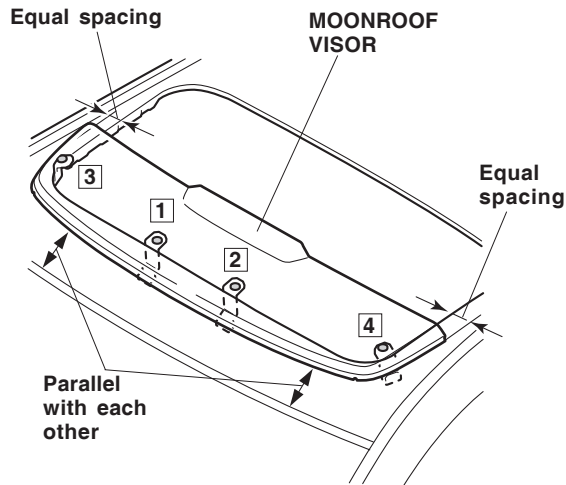 Equal spacing
MOONROOF
VISOR
Equal
spacing
3
1
2
4
Parallel
with each
other